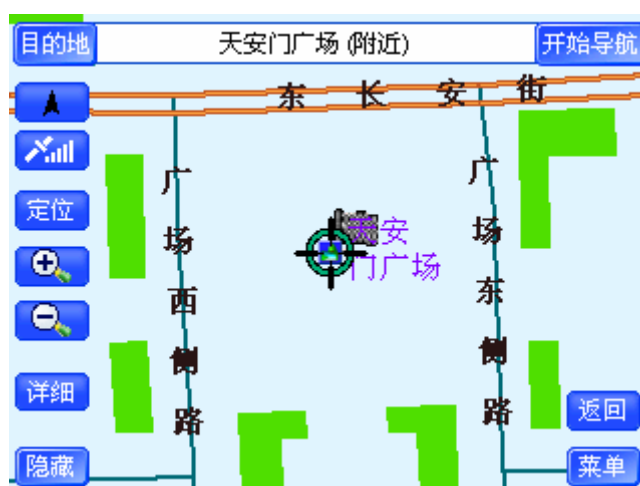 目的地
天安门广场 (附近)
开始导航
东长安街
广场西侧路
广场东侧路
天安
门广场
定位
详细
隐藏
返回
菜单